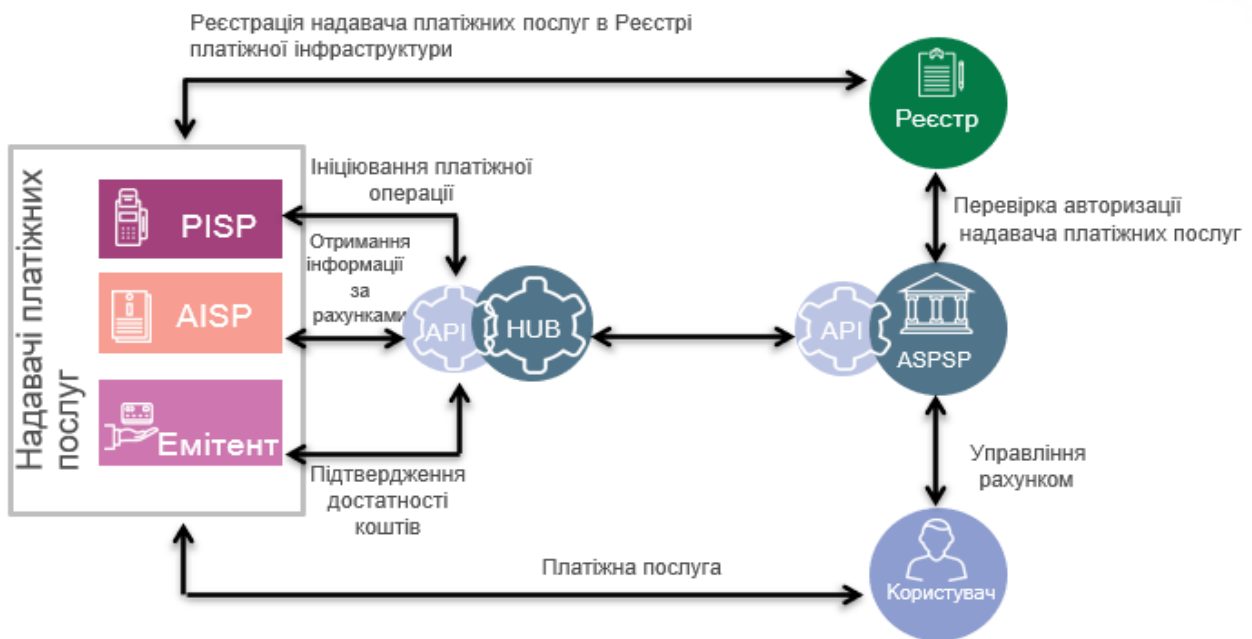 Реєстрація надавача платіжних послуг в Реєстрі
платіжної інфраструктури
Реєстр
Надавачі платіжних
послуг
Ініціювання платіжної
операції
PISP
Отримання
інформації
за
рахунками
AISP
API
HUB
API
ASPSP
Перевірка авторизації
надавача платіжних послуг
Емітент
Підтвердження
достатності
коштів
Управління
рахунком
Платіжна послуга
Користувач